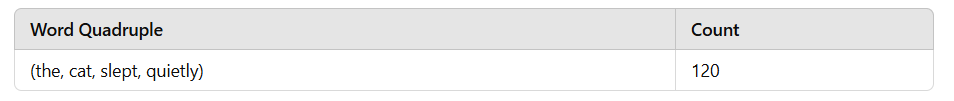 Word Quadruple Count
(the, cat, slept, quietly) 120